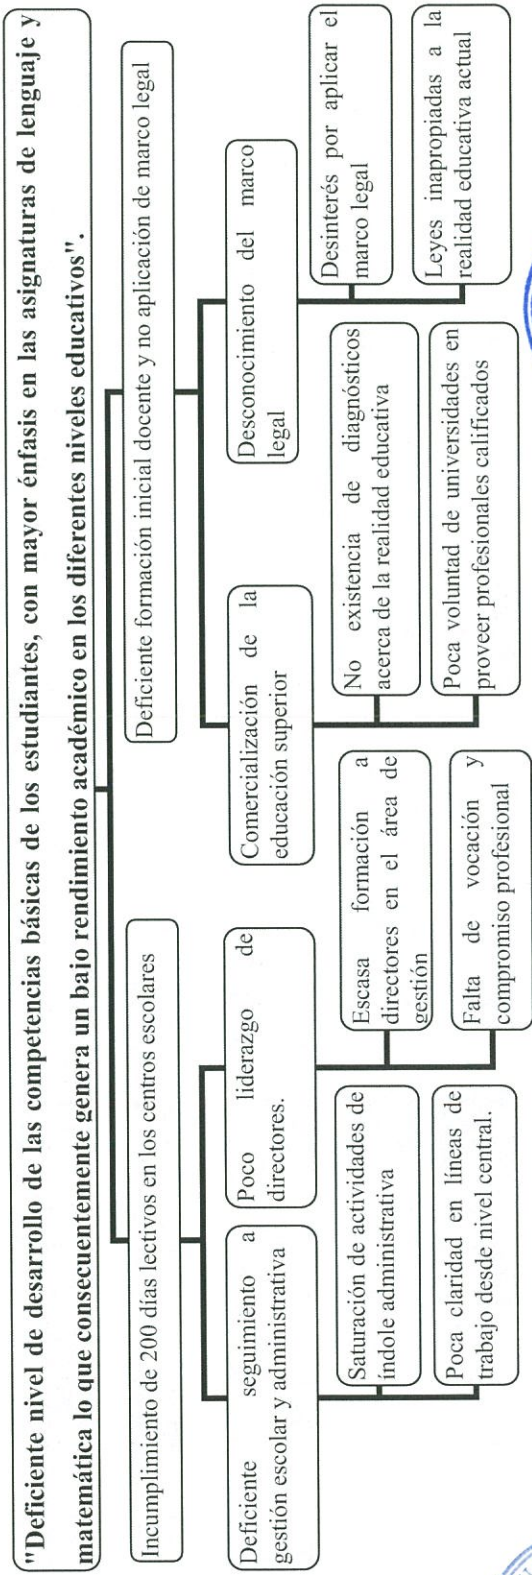 "Deficiente nivel de desarrollo de las competencias básicas de los estudiantes, con mayor énfasis en las asignaturas de lenguaje y
matemática lo que consecuentemente genera un bajo rendimiento académico en los diferentes niveles educativos".
Incumplimiento de 200 días lectivos en los centros escolares
Deficiente seguimiento a
gestión escolar y administrativa
Saturación de actividades de
índole administrativa
Poca claridad en líneas de
trabajo desde nivel central.
Poco liderazgo de
directores.
Escasa formación a
directores en el área de
gestión
Falta de vocación y
compromiso profesional
Deficiente formación inicial docente y no aplicación de marco legal
Comercialización de la
educación superior
No existencia de diagnósticos
acerca de la realidad educativa
Poca voluntad de universidades en
proveer profesionales calificados
Desconocimiento del marco
legal
Desinterés por aplicar el
marco legal
Leyes inapropiadas a la
realidad educativa actual